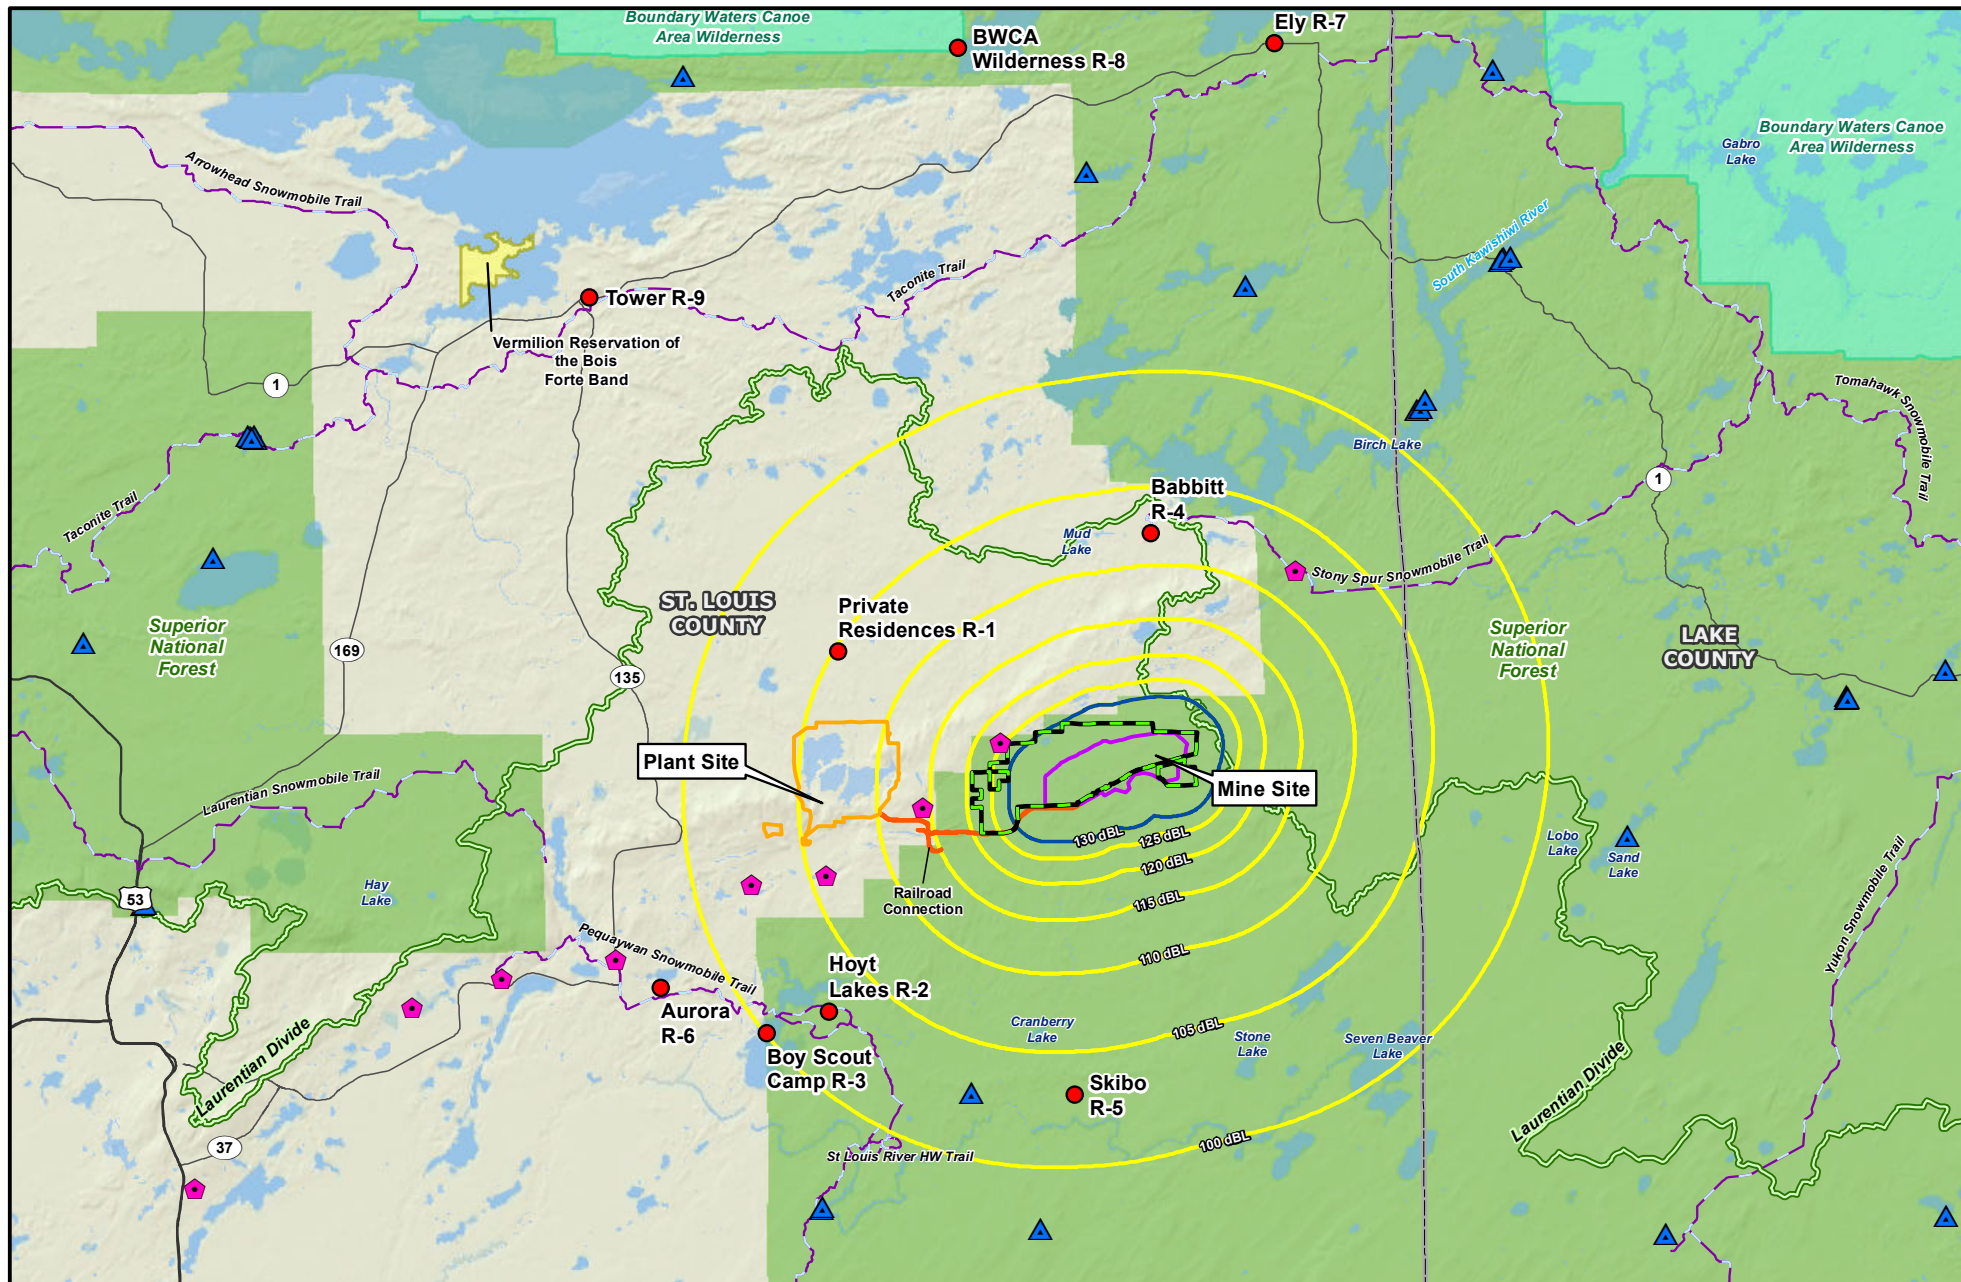 Boundary Waters Canoe
Area Wilderness
BWCA
Wilderness R-8
Ely R-7
Boundary Waters Canoe
Area Wilderness
Gabro
Lake
Arrowhead Snowmobile Trail
South Kawishiwi River
Taconite Trail
Tower R-9
Vermilion Reservation of
the Bois
Forte Band
1
Tomahawk Snowmobile Trail
Birch Lake
1
Babbitt
R-4
Taconite Trail
Mud
Lake
Stony Spur Snowmobile Trail
ST. LOUIS
COUNTY
Private
Residences R-1
Superior
National
Forest
169
135
Superior
National
Forest
LAKE
COUNTY
Plant Site
Mine Site
Laurentian Snowmobile Trail
130 dBL
125 dBL
120 dBL
115 dBL
110 dBL
105 dBL
100 dBL
Lobo
Lake
Sand
Lake
Hay
Lake
53
Railroad
Connection
Yukon Snowmobile Trail
Pequaywan Snowmobile Trail
Hoyt
Lakes R-2
Aurora
R-6
Boy Scout
Camp R-3
Cranberry
Lake
Stone
Lake
Seven Beaver
Lake
Skibo
R-5
Laurentian Divide
Laurentian Divide
37
St Louis River HW Trail